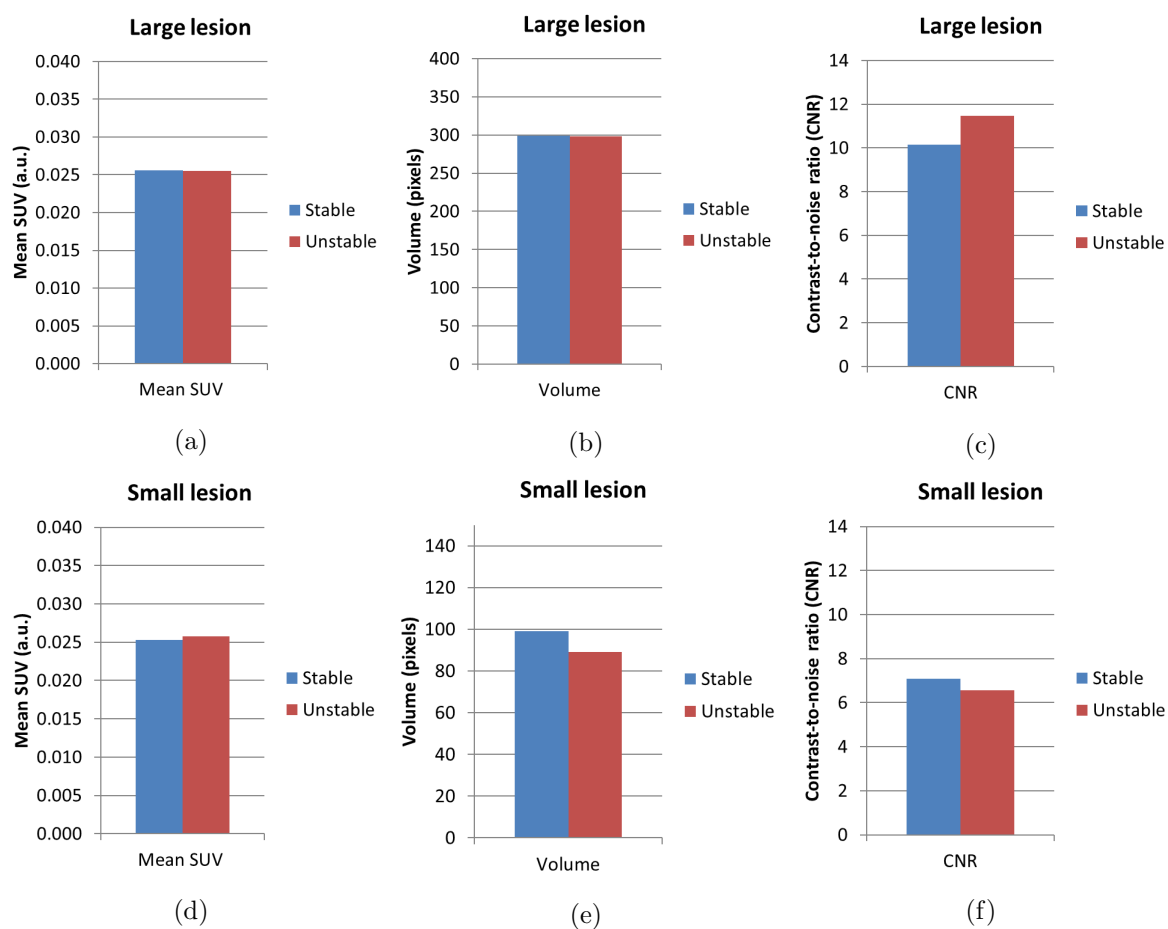 Large lesion
Mean SUV (a.u.)
0.040
0.035
0.030
0.025
0.020
0.015
0.010
0.005
0.000
Mean SUV
Stable
Unstable
(a)
Large lesion
Volume (pixels)
400
350
300
250
200
150
100
50
0
Volume
Stable
Unstable
(b)
Large lesion
Contrast-to-noise ratio (CNR)
14
12
10
8
6
4
2
0
CNR
Stable
Unstable
(c)
Small lesion
Mean SUV (a.u.)
0.040
0.035
0.030
0.025
0.020
0.015
0.010
0.005
0.000
Mean SUV
Stable
Unstable
(d)
Small lesion
Volume (pixels)
140
120
100
80
60
40
20
0
Volume
Stable
Unstable
(e)
Small lesion
Contrast-to-noise ratio (CNR)
14
12
10
8
6
4
2
0
CNR
Stable
Unstable
(f)